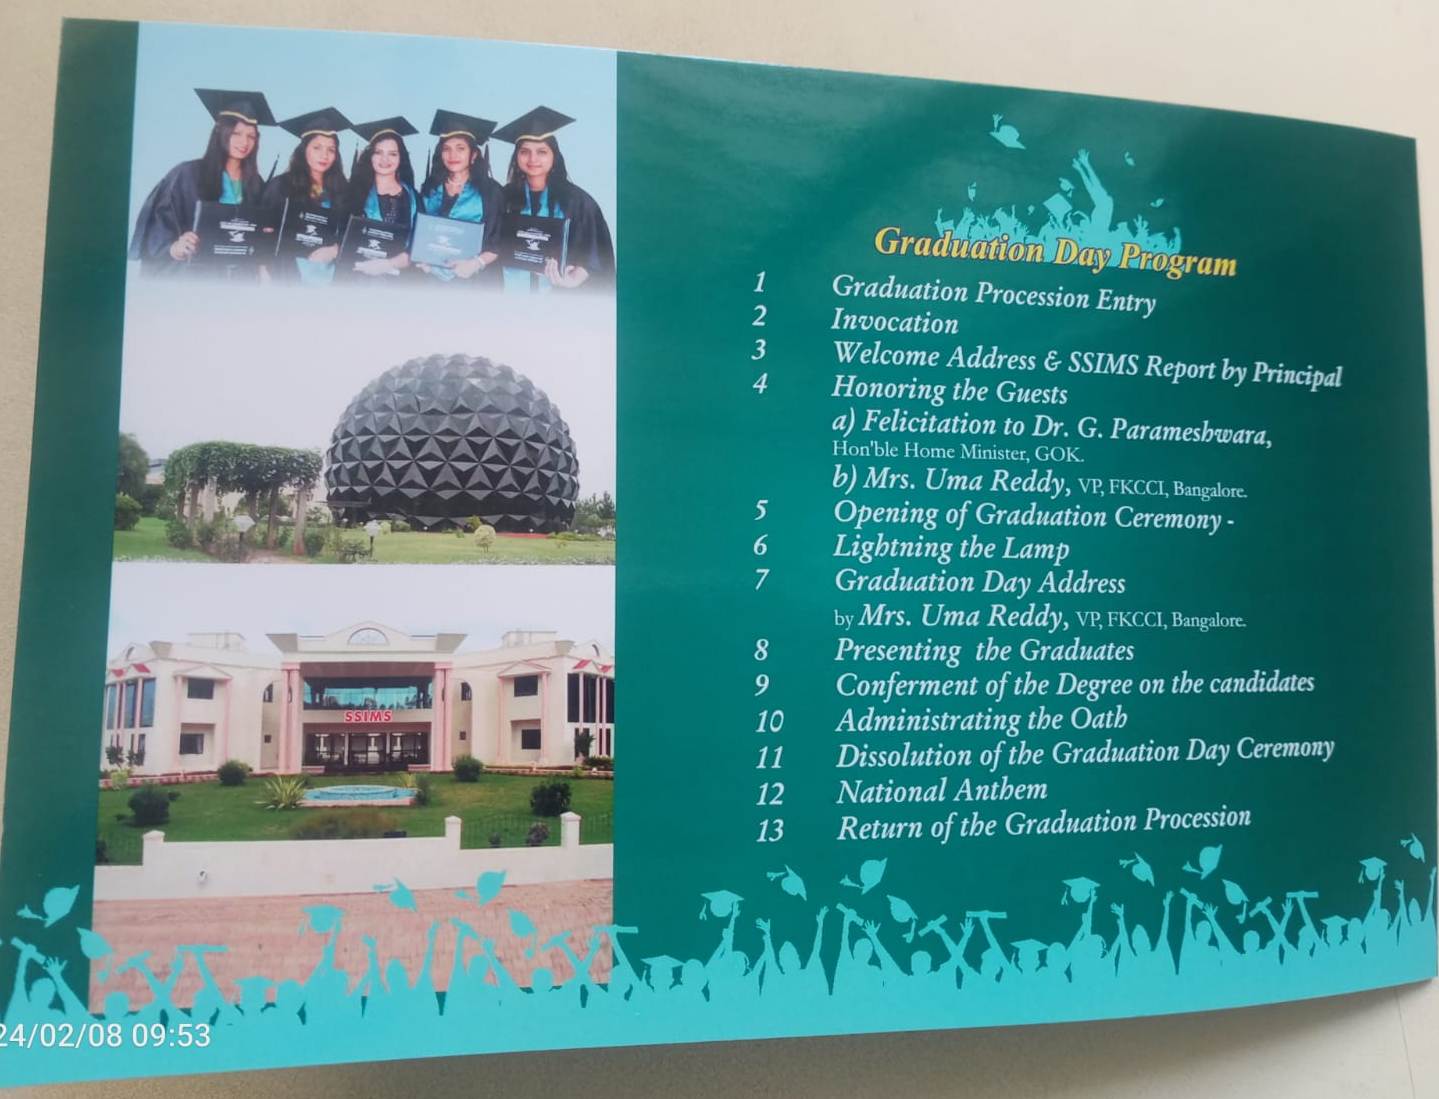 Graduation Day Program
1 Graduation Procession Entry
2 Invocation
3 Welcome Address & SSIMS Report by Principal
4 Honoring the Guests
a) Felicitation to Dr. G. Parameshwara,
Hon'ble Home Minister, GOK.
b) Mrs. Uma Reddy, VP, FKCCI, Bangalore.
5 Opening of Graduation Ceremony -
6 Lightning the Lamp
7 Graduation Day Address
by Mrs. Uma Reddy, VP, FKCCI, Bangalore.
8 Presenting the Graduates
9 Conferment of the Degree on the candidates
10 Administrating the Oath
11 Dissolution of the Graduation Day Ceremony
12 National Anthem
13 Return of the Graduation Procession
SSIMS
24/02/08 09:53